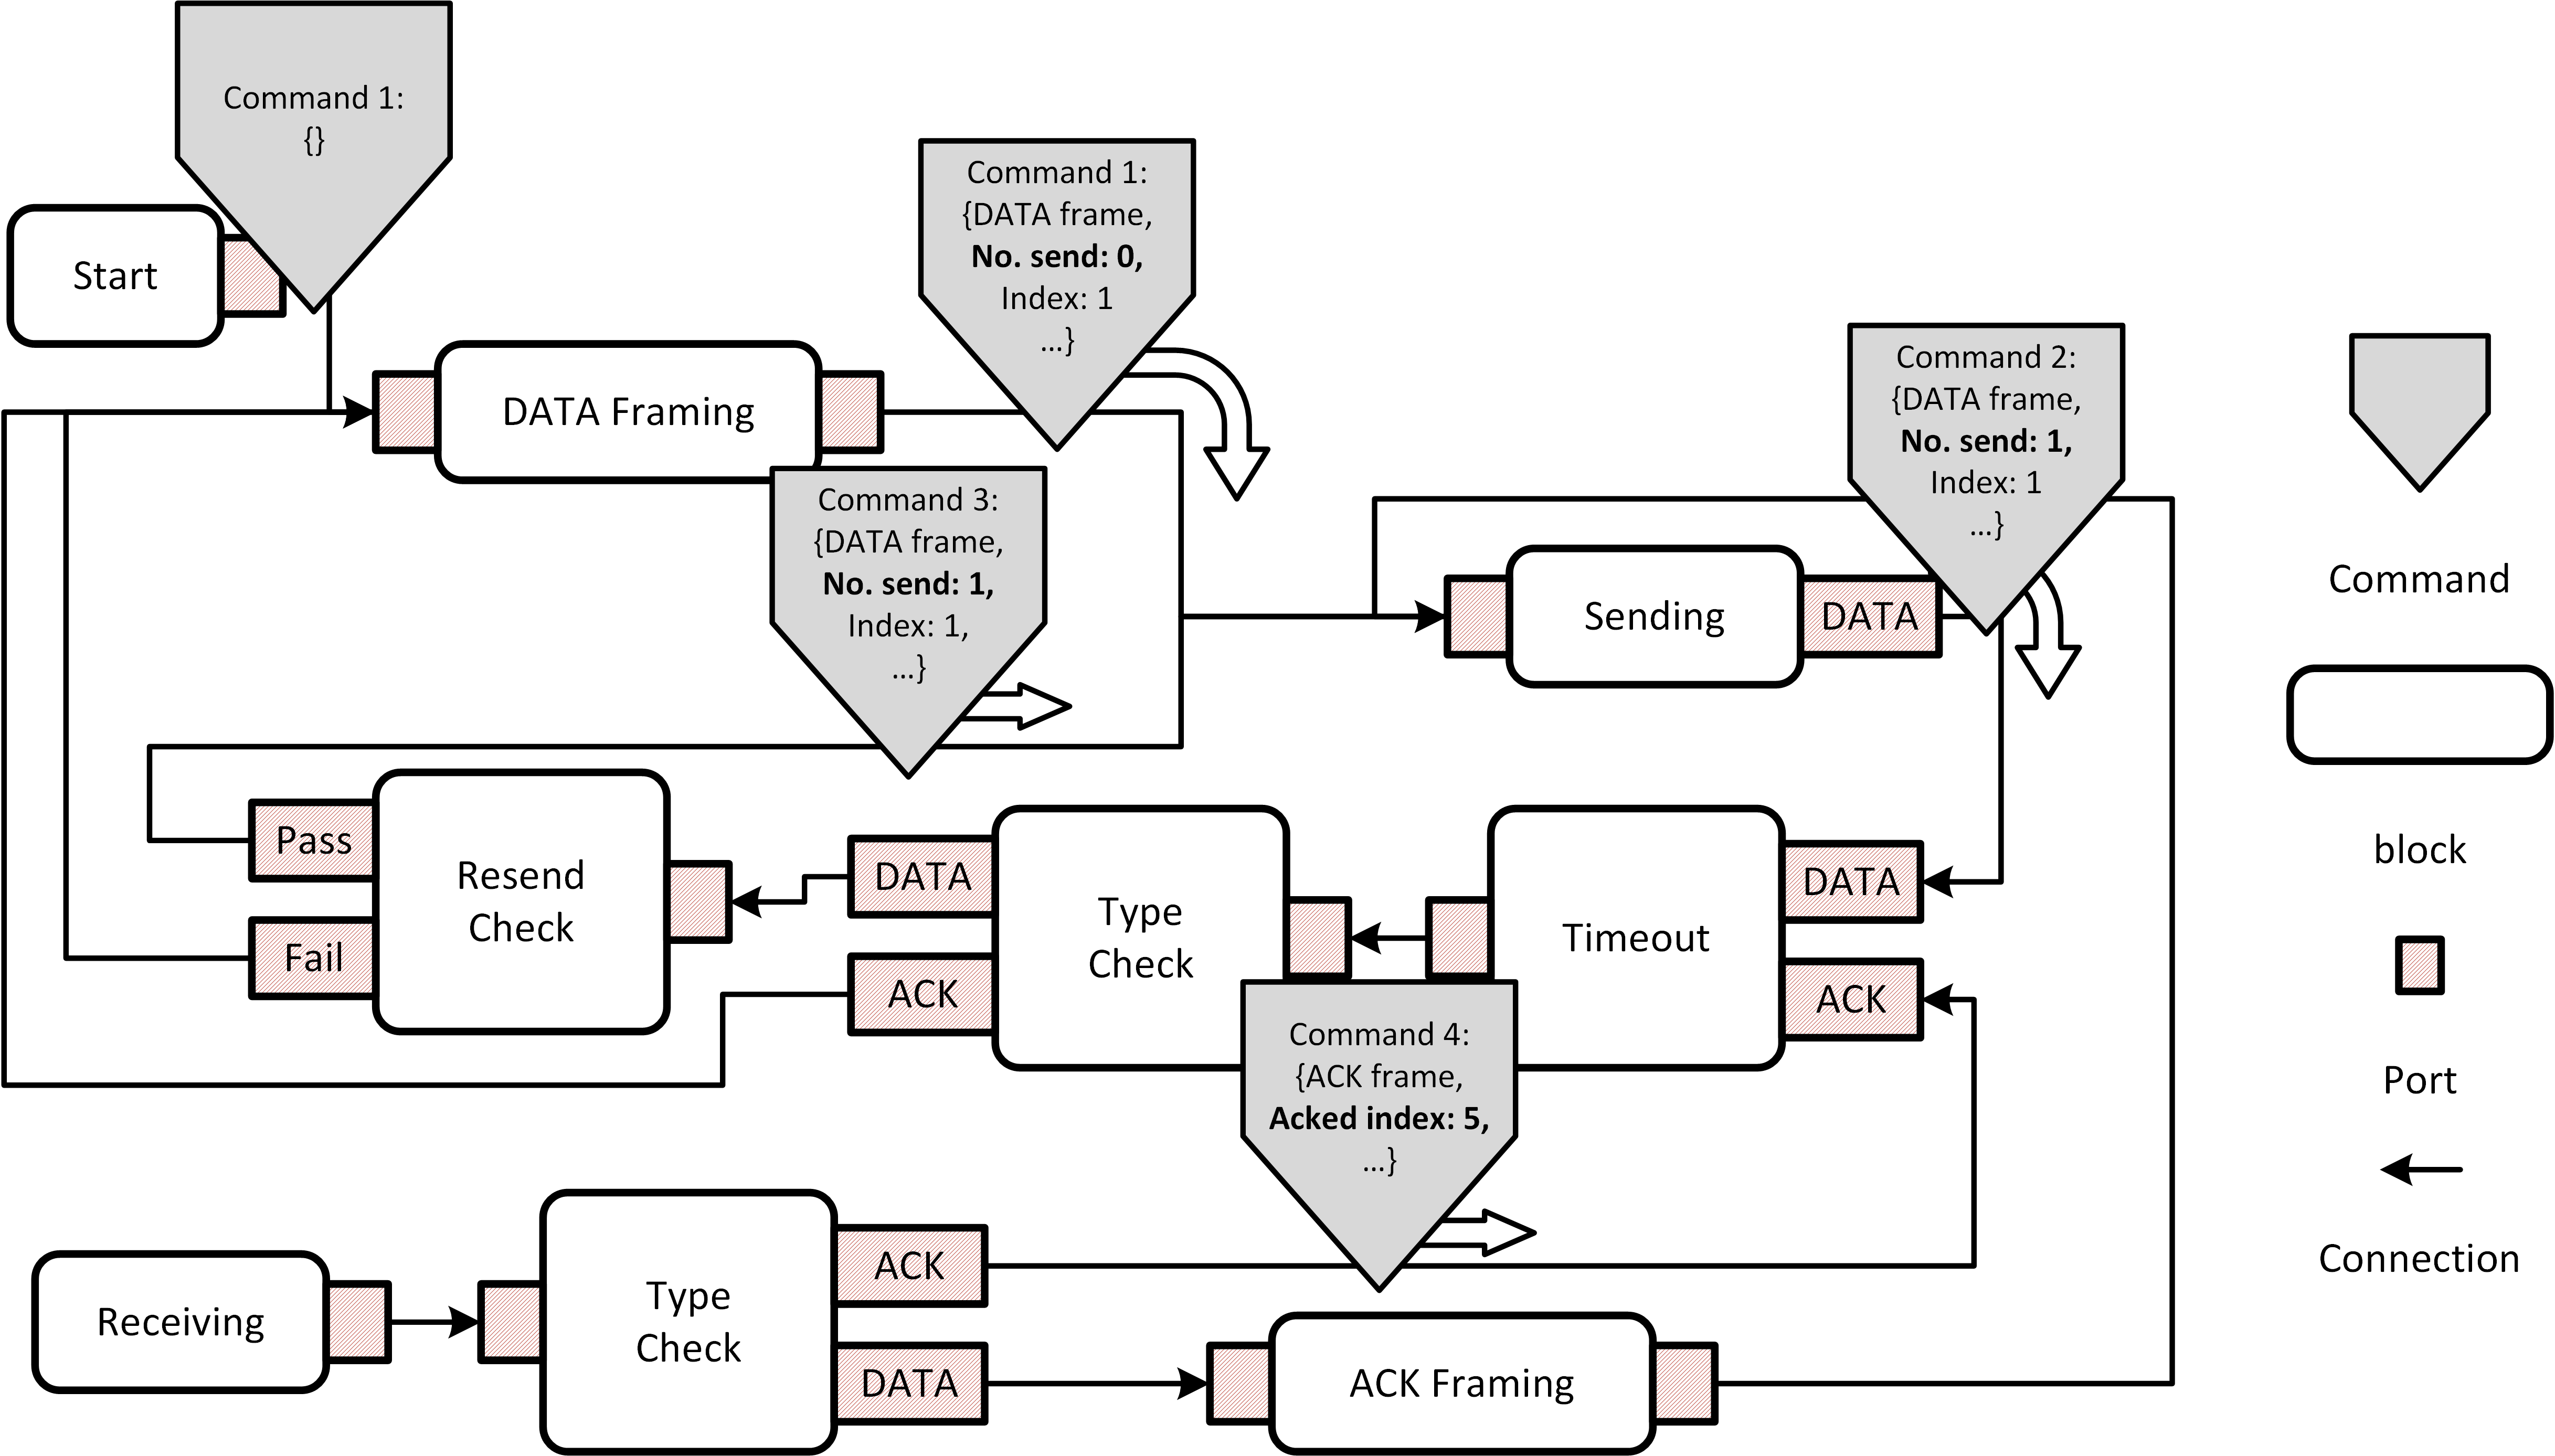 Command 1:
{}
Start
Command 1:
{DATA frame,
No. send: 0,
Index: 1
...}
DATA Framing
Command 3:
{DATA frame,
No. send: 1,
Index: 1,
...}
Command 2:
{DATA frame,
No. send: 1,
Index: 1
...}
Sending
DATA
Pass
Fail
Resend
Check
DATA
ACK
Type
Check
Timeout
DATA
ACK
Command 4:
{ACK frame,
Acked index: 5,
...}
Receiving
Type
Check
ACK
DATA
ACK Framing
Command
block
Port
Connection